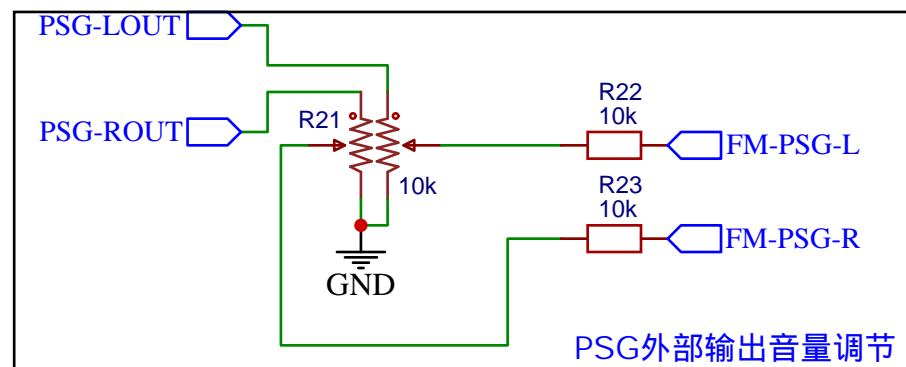 PSG-LOUT
PSG-ROUT
R21
10k
GND
R22
10k
FM-PSG-L
R23
10k
FM-PSG-R
PSG外部输出音量调节